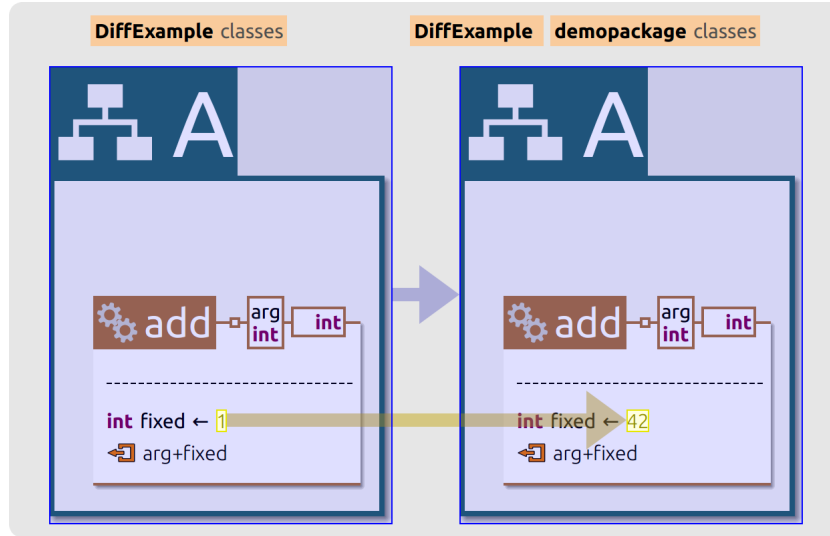 DiffExample classes
DiffExample demopackage classes
A
add arg int int
int fixed ← 1
arg+fixed
A
add arg int int
int fixed ← 42
arg+fixed